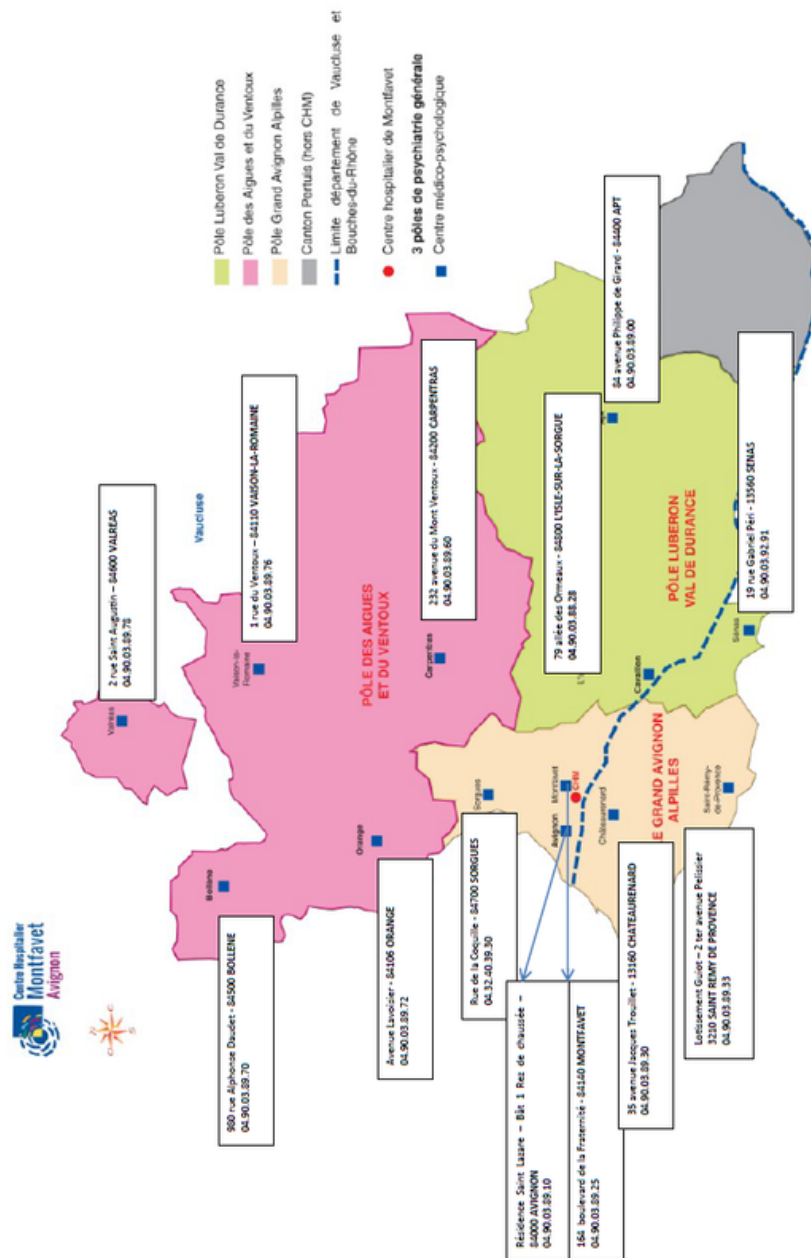 Centre Hospitalier
Montfavet
Avignon
Pôle Luberon Val de Durance
Pôle des Aigues et du Ventoux
Pôle Grand Avignon Alpilles
Canton Pertuis (hors CHM)
Limite département de Vaucluse et
Bouches-du-Rhône
Centre hospitalier de Montfavet
3 pôles de psychiatrie générale
Centre médico-psychologique
2 rue Saint Augustin – 84600 VALREAS
04.90.03.89.78
Valréas
Vaucluse
980 rue Alphonse Daudet - 84500 BOLLENE
04.90.03.89.70
Bollène
1 rue du Ventoux – 84110 VAISON-LA-ROMAINE
04.90.03.89.76
Vaison-la-
Romaine
PÔLE DES AIGUES
ET DU VENTOUX
Avenue Lavoisier - 84106 ORANGE
04.90.03.89.72
Orange
232 avenue du Mont Ventoux - 84200 CARPENTRAS
04.90.03.89.60
Carpentras
Rue de la Coquille - 84700 SORGUES
04.32.40.39.30
Sorgues
Résidence Saint Lazare – Bât 1 Rez de chaussée –
84000 AVIGNON
04.90.03.89.10
Avignon
Montfavet
164 boulevard de la Fraternité - 84140 MONTFAVET
04.90.03.89.25
79 allée des Ormeaux - 84800 L'ISLE-SUR-LA-SORGUE
04.90.03.88.28
84 avenue Philippe de Girard - 84400 APT
04.90.03.89.00
35 avenue Jacques Trouillet - 13160 CHATEAURENARD
04.90.03.89.30
Châteaurenard
E GRAND AVIGNON
ALPILLES
Cavaillon
PÔLE LUBERON
VAL DE DURANCE
Lotissement Guiot – 2 ter avenue Pelissier
3210 SAINT REMY DE PROVENCE
04.90.03.89.33
Saint-Rémy-
de-Provence
Sénas
19 rue Gabriel Péri - 13560 SENAS
04.90.03.92.91